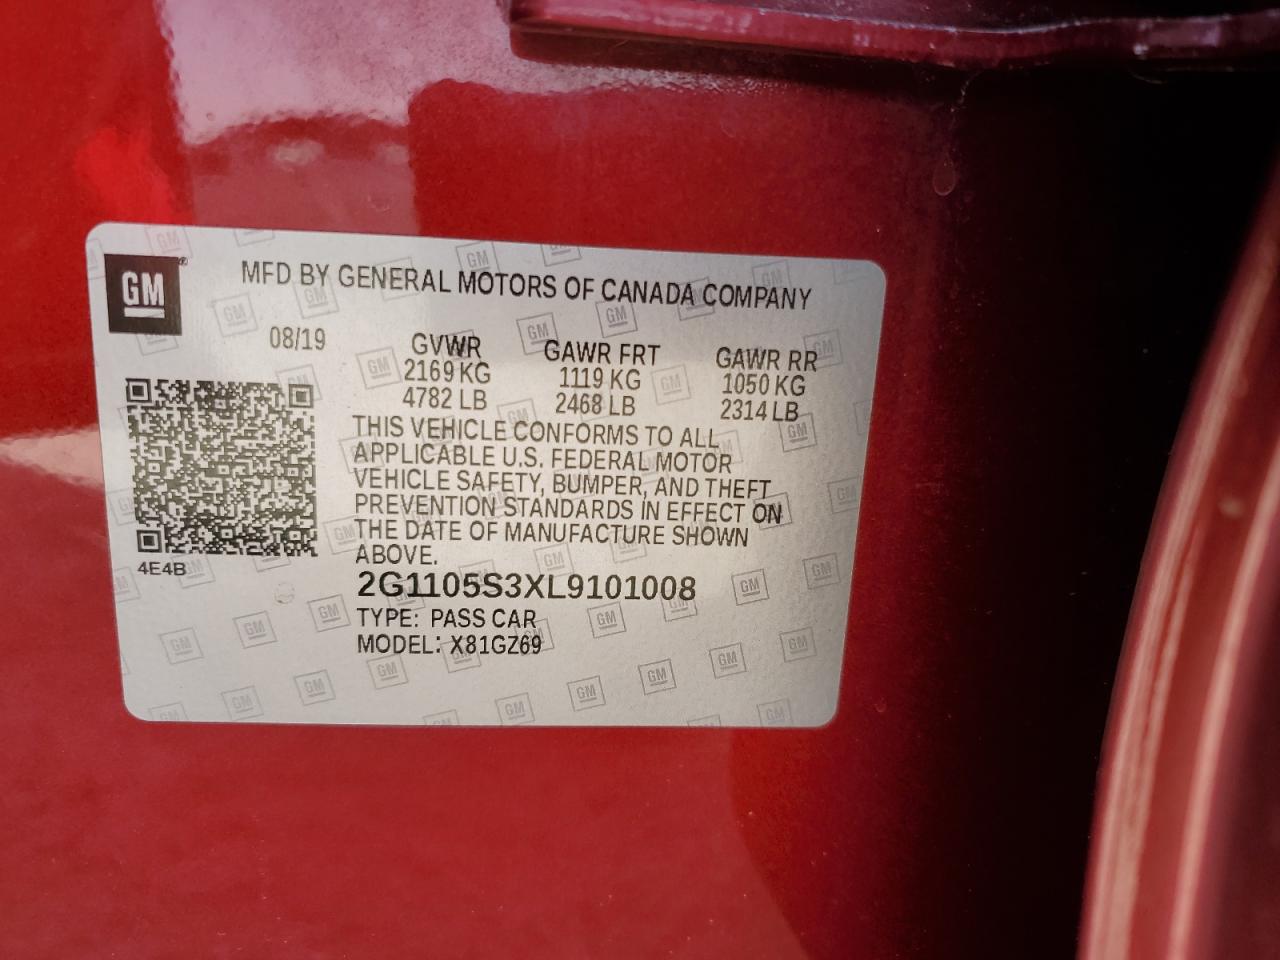 GM
MFD BY GENERAL MOTORS OF CANADA COMPANY
08/19
GVWR GAWR FRT GAWR RR
2169 KG 1119 KG 1050 KG
4782 LB 2468 LB 2314 LB
THIS VEHICLE CONFORMS TO ALL
APPLICABLE U.S. FEDERAL MOTOR
VEHICLE SAFETY, BUMPER, AND THEFT
PREVENTION STANDARDS IN EFFECT ON
THE DATE OF MANUFACTURE SHOWN
ABOVE.
4E4B
2G1105S3XL9101008
TYPE: PASS CAR
MODEL: X81GZ69